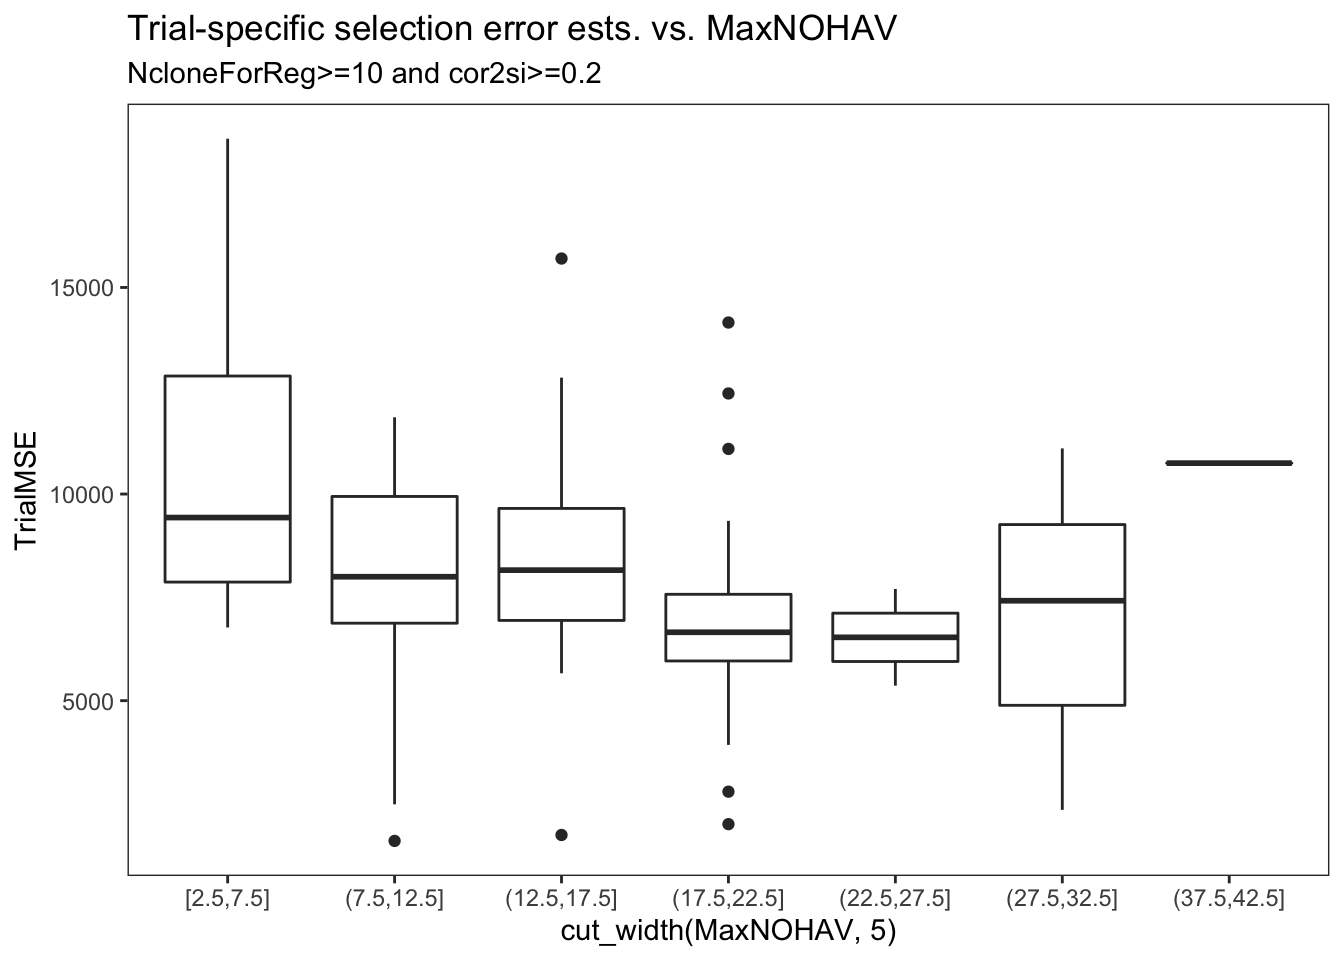 Trial-specific selection error ests. vs. MaxNOHAV
NcloneForReg>=10 and cor2si>=0.2
TrialMSE
15000
10000
5000
[2.5,7.5] (7.5,12.5] (12.5,17.5] (17.5,22.5] (22.5,27.5] (27.5,32.5] (37.5,42.5]
cut_width(MaxNOHAV, 5)